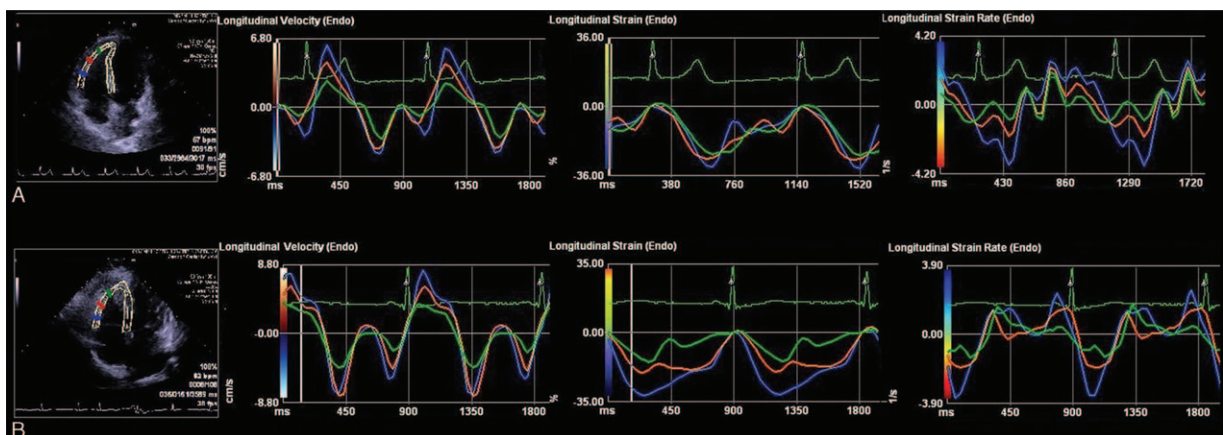 Longitudinal Velocity (Endo)
6.80
0.00
-6.80
cm/s
ms
450
900
1350
1800
Longitudinal Strain (Endo)
36.00
0.00
-36.00
%
ms
380
760
1140
1520
Longitudinal Strain Rate (Endo)
4.20
0.00
-4.20
1/s
ms
430
860
1290
1720
100%
67 bpm
A
Longitudinal Velocity (Endo)
8.80
-0.00
-8.80
cm/s
ms
450
900
1350
1800
Longitudinal Strain (Endo)
35.00
0.00
-35.00
%
ms
450
900
1350
1800
Longitudinal Strain Rate (Endo)
3.90
0.00
-3.90
1/s
ms
450
900
1350
1800
100%
B